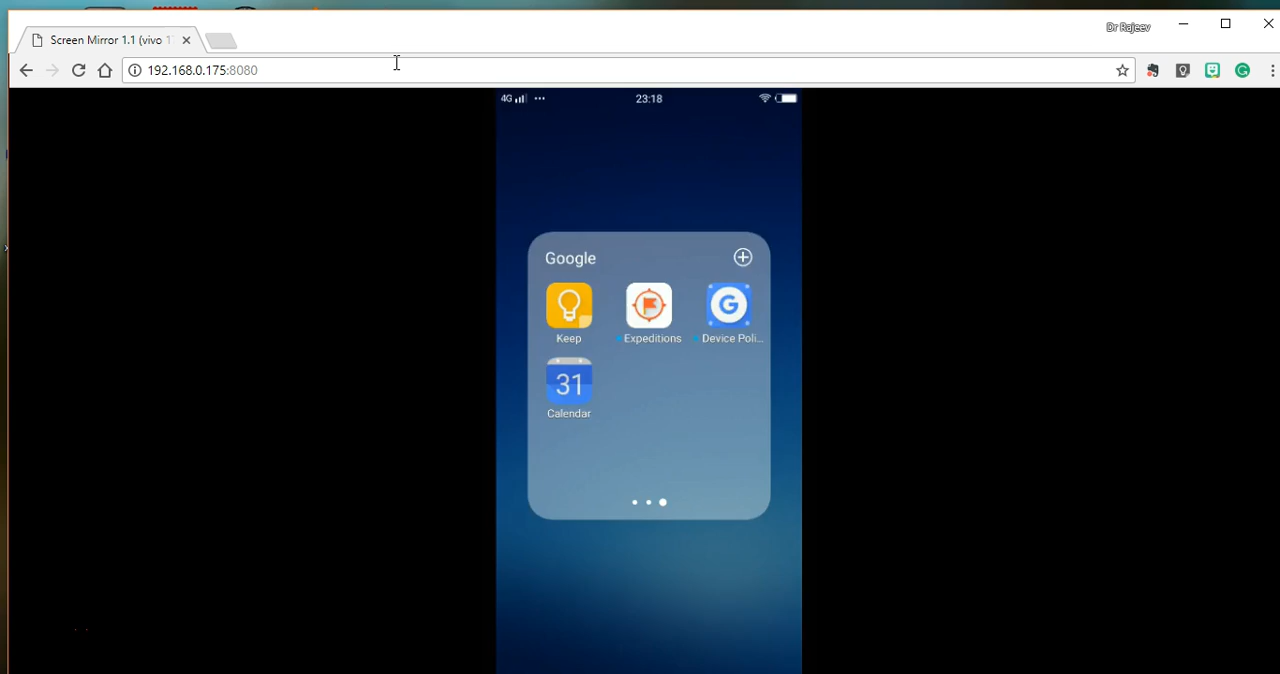 Dr Rajeev
Screen Mirror 1.1 (vivo 1
192.168.0.175:8080
4G 23:18
Google
Keep Expeditions Device Poli...
31
Calendar